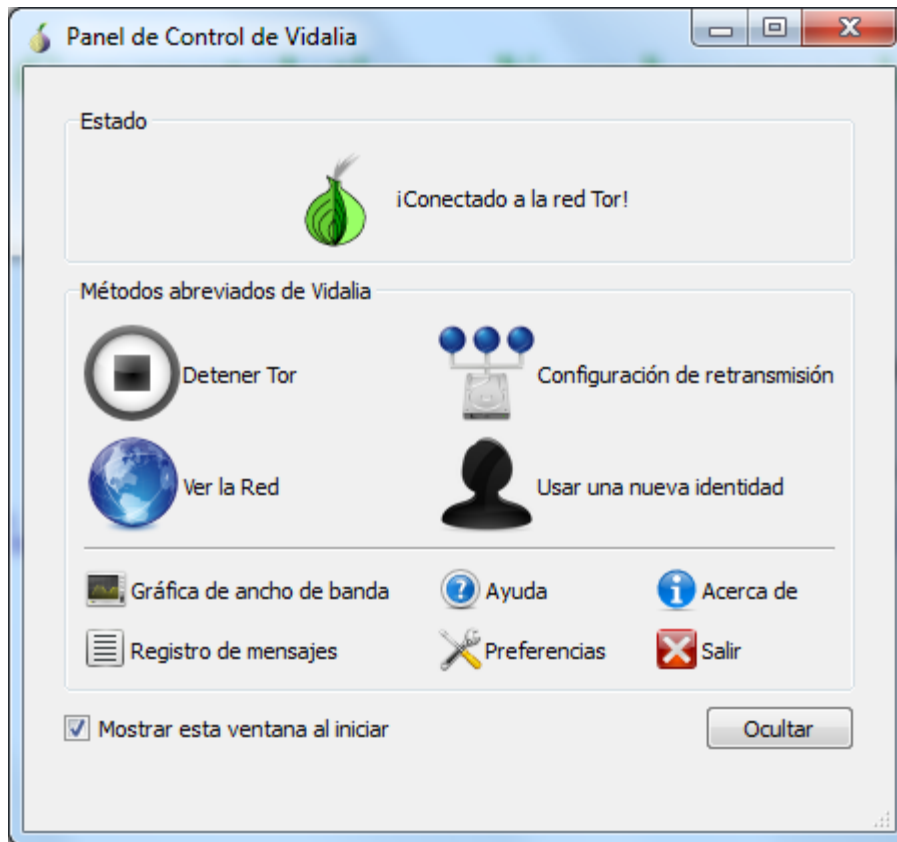 Panel de Control de Vidalia
Estado
¡Conectado a la red Tor!
Métodos abreviados de Vidalia
Detener Tor
Configuración de retransmisión
Ver la Red
Usar una nueva identidad
Gráfica de ancho de banda
Ayuda
Acerca de
Registro de mensajes
Preferencias
Salir
Mostrar esta ventana al iniciar
Ocultar